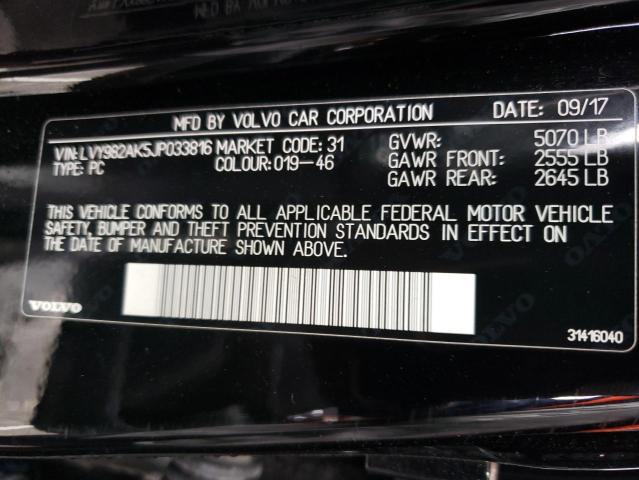 MFD BY VOLVO CAR CORPORATION DATE: 09/17
VIN: LVY982AK5JP033816 MARKET CODE: 31 GVWR: 5070 LB
TYPE: PC COLOUR: 019-46 GAWR FRONT: 2555 LB
GAWR REAR: 2645 LB
THIS VEHICLE CONFORMS TO ALL APPLICABLE FEDERAL MOTOR VEHICLE
SAFETY, BUMPER AND THEFT PREVENTION STANDARDS IN EFFECT ON
THE DATE OF MANUFACTURE SHOWN ABOVE.
VOLVO
31416040